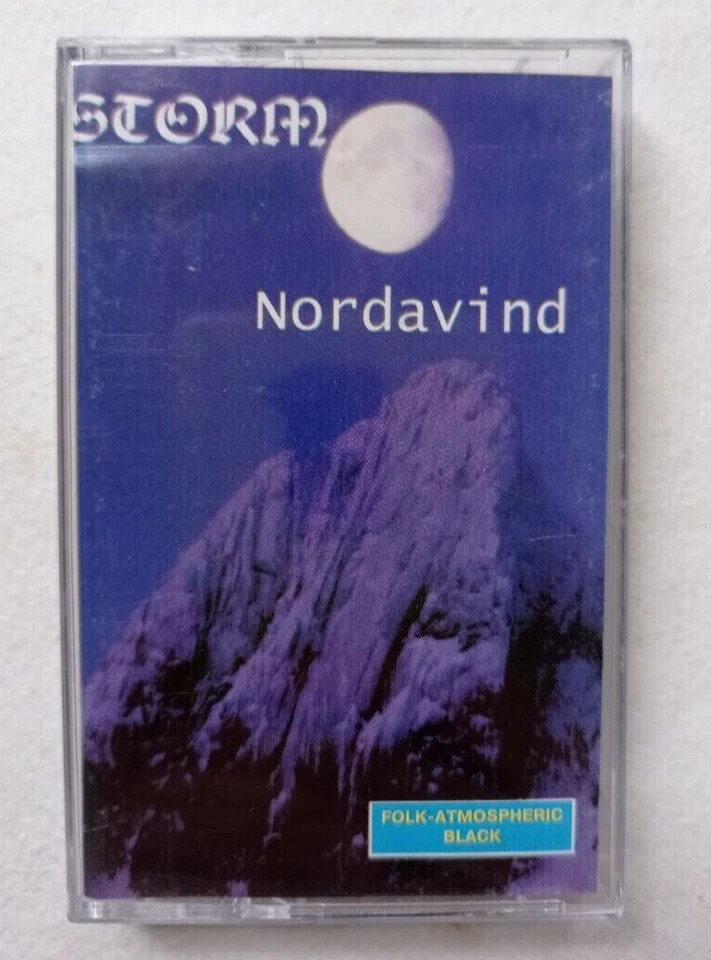 STORM
Nordavind
FOLK-ATMOSPHERIC
BLACK